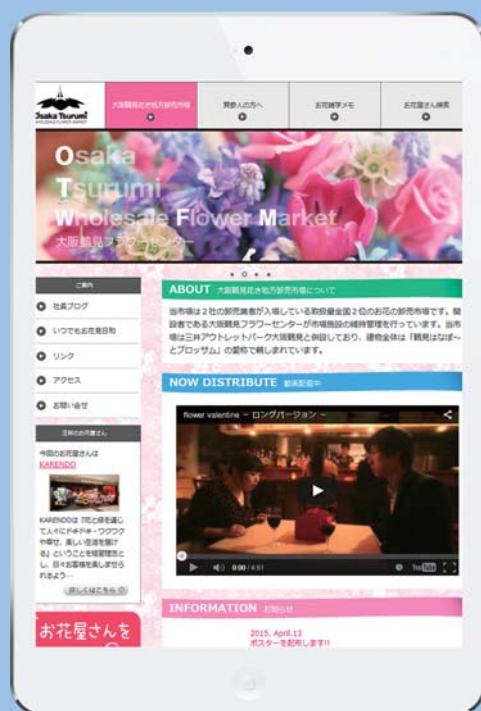 Osaka Tsurumi
WHOLESALE FLOWER MARKET
大阪鶴見花き地方卸売市場
買参人の方へ
お花雑学メモ
お花屋さん検索
Osaka
Tsurumi
Wholesale Flower Market
大阪鶴見フラワーセンター
ご案内
社長ブログ
いつでもお花見日和
リンク
アクセス
お問い合せ
今回のお花屋さんは
KARENDO
KARENDOは『花と緑を通じ
て人々にドキドキ・ワクワク
や幸せ、楽しい生活を届け
る』ということを経営理念と
し、日々お客様を楽しませら
れるよう…
詳しくはこちら
お花屋さんを
ABOUT 大阪鶴見花き地方卸売市場について
当市場は2社の卸売業者が入場している取扱量全国2位のお花の卸売市場です。開
設者である大阪鶴見フラワーセンターが市場施設の維持管理を行っています。当市
場は三井アウトレットパーク大阪鶴見と併設しており、建物全体は「鶴見はなぽ～
とブロッサム」の愛称で親しまれています。
NOW DISTRIBUTE 動画配信中
flower valentine ～ ロングバージョン ～
0:00 / 4:51
YouTube
INFORMATION お知らせ
2015. April.13
ポスターを配布します!!